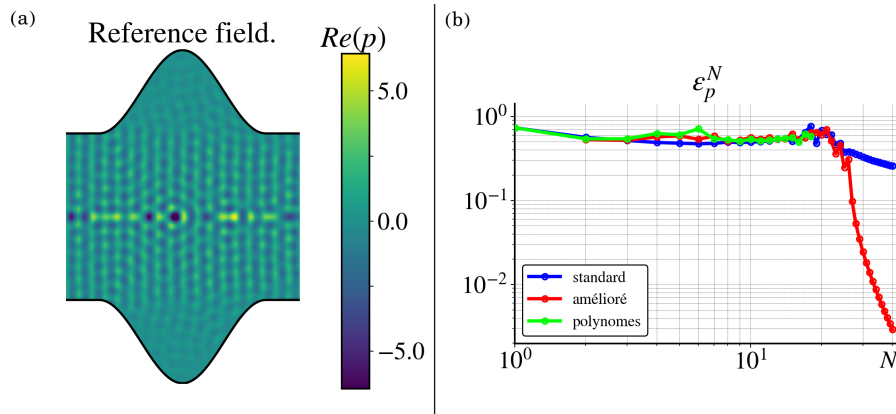 (a)
Reference field.
Re(p)
5.0
0.0
−5.0
(b)
ε_p^N
10^0
10^−1
10^−2
standard
amélioré
polynomes
10^0
10^1
N